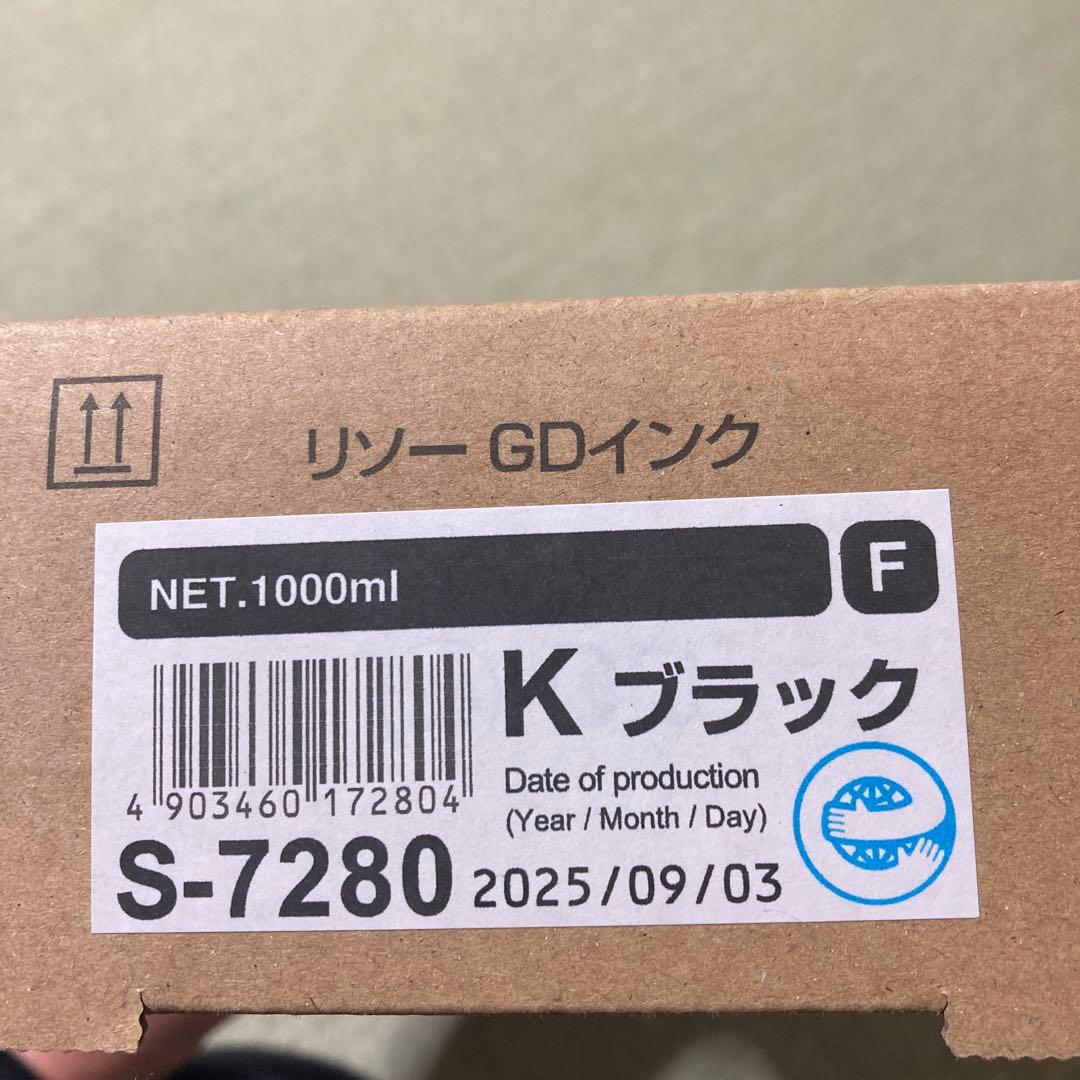 リソー GDインク
NET.1000ml
F
K ブラック
4 903460 172804
Date of production
(Year / Month / Day)
S-7280
2025/09/03